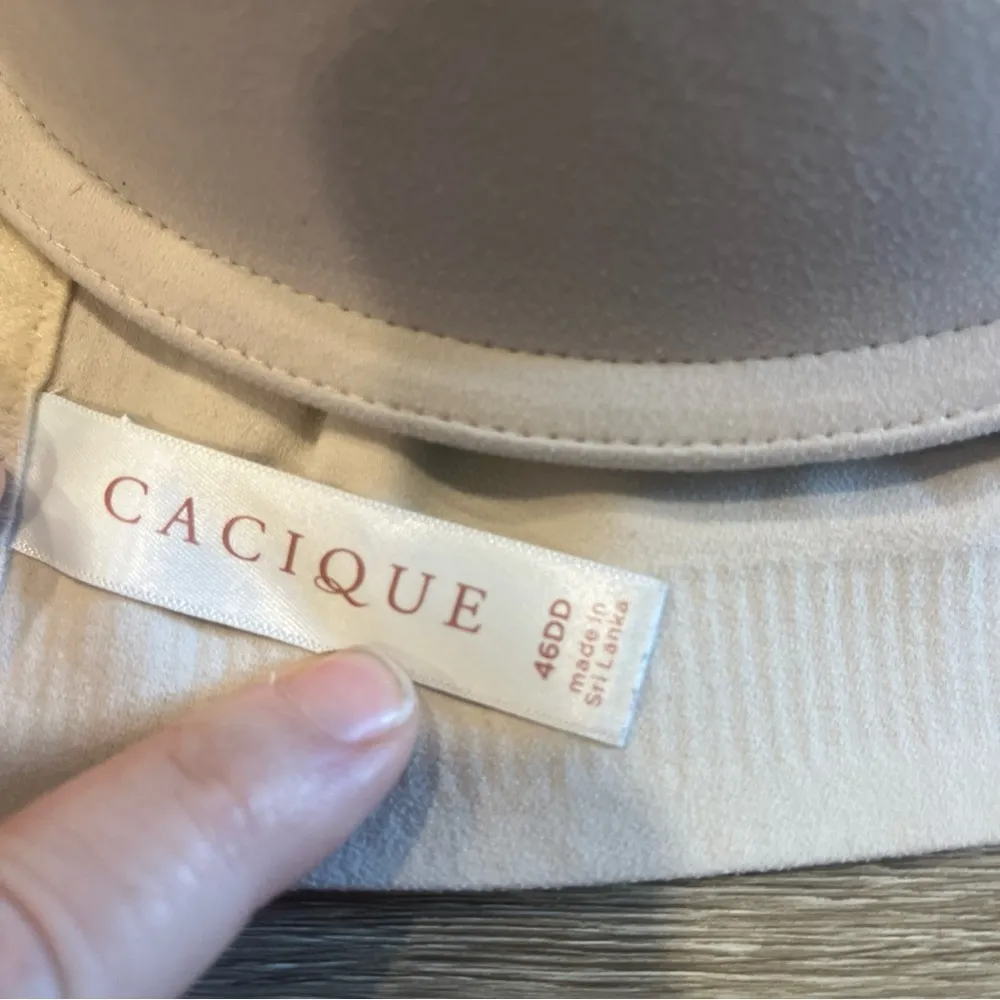 CACIQUE
46DD
made in
Sri Lanka